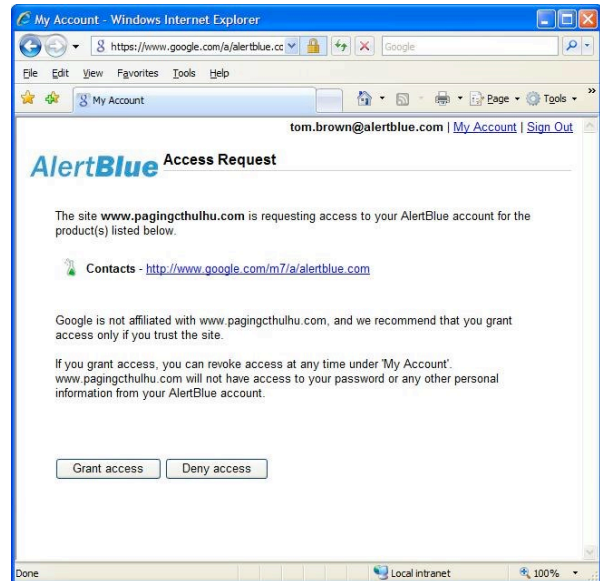 My Account - Windows Internet Explorer
https://www.google.com/a/alertblue.cc
Google
File Edit View Favorites Tools Help
My Account
Page Tools »
tom.brown@alertblue.com | My Account | Sign Out
AlertBlue Access Request
The site www.pagingcthulhu.com is requesting access to your AlertBlue account for the
product(s) listed below.
Contacts - http://www.google.com/m7/a/alertblue.com
Google is not affiliated with www.pagingcthulhu.com, and we recommend that you grant
access only if you trust the site.
If you grant access, you can revoke access at any time under 'My Account'.
www.pagingcthulhu.com will not have access to your password or any other personal
information from your AlertBlue account.
Grant access Deny access
Done Local intranet 100%